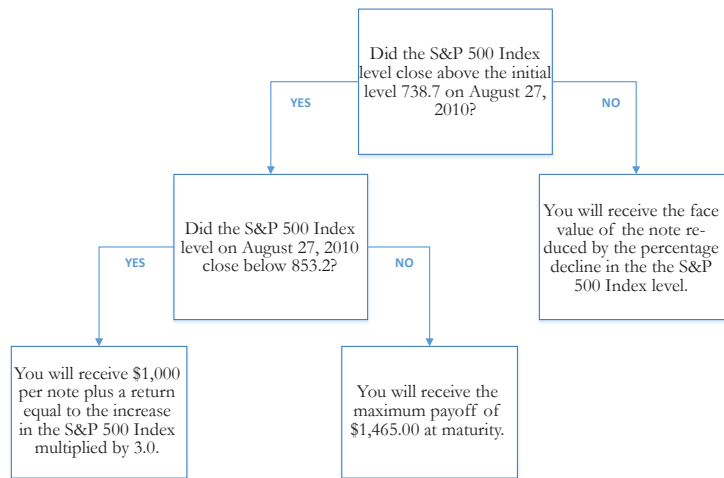 Did the S&P 500 Index
level close above the initial
level 738.7 on August 27,
2010?
YES
NO
Did the S&P 500 Index
level on August 27, 2010
close below 853.2?
You will receive the face
value of the note re-
duced by the percentage
decline in the the S&P
500 Index level.
YES
NO
You will receive $1,000
per note plus a return
equal to the increase
in the S&P 500 Index
multiplied by 3.0.
You will receive the
maximum payoff of
$1,465.00 at maturity.